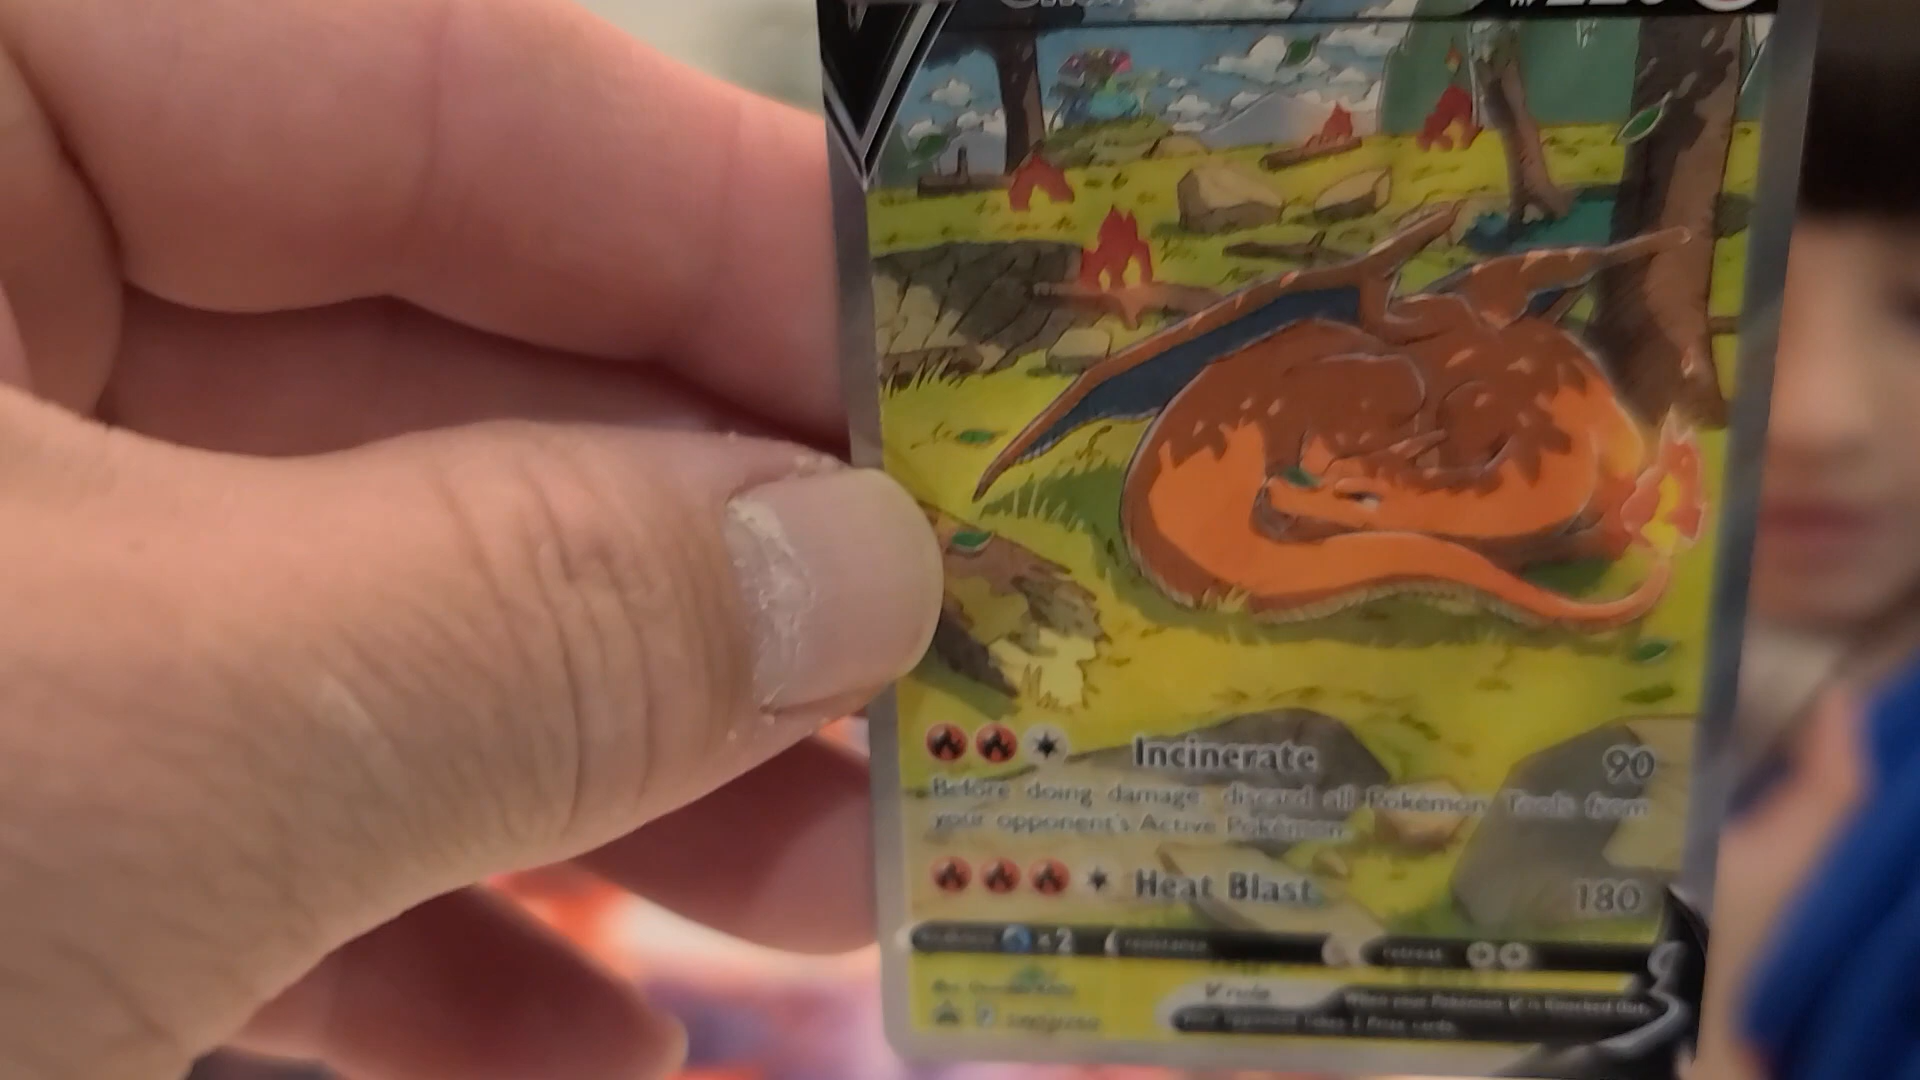 Incinerate 90
Before doing damage, discard all Pokémon Tools from
your opponent's Active Pokémon.
Heat Blast 180
weakness ×2 resistance retreat
V rule When your Pokémon V is Knocked Out,
your opponent takes 2 Prize cards.